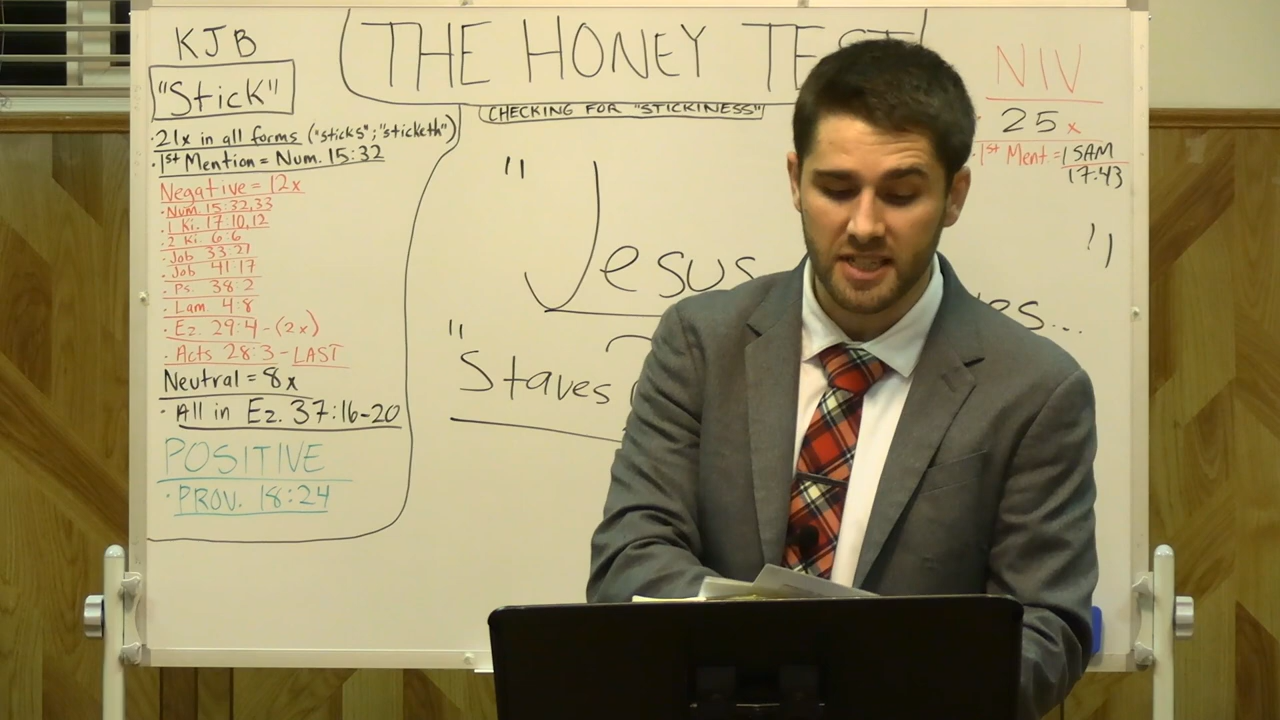 KJB
"Stick"
·21x in all forms ("sticks"; "sticketh")
·1st Mention = Num. 15:32
Negative = 12x
·Num. 15:32,33
·1 Ki. 17:10,12
·2 Ki. 6:6
·Job 33:21
·Job 41:17
·Ps. 38:2
·Lam. 4:8
·Ez. 29:4-(2x)
·Acts 28:3-LAST
Neutral = 8x
·All in Ez. 37:16-20
POSITIVE
·PROV. 18:24
THE HONEY TEST
CHECKING FOR "STICKINESS"
" Jesus
es... "
"Staves
NIV
25x
·1st Ment = 1 SAM
17:43